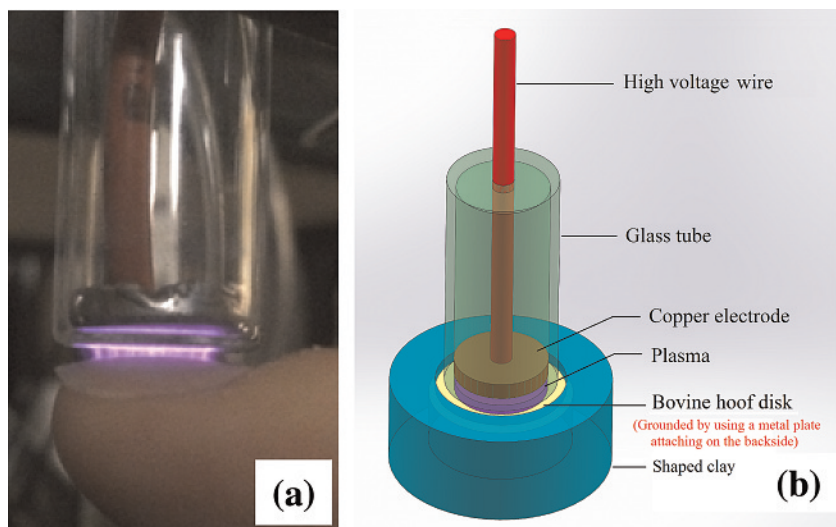 High voltage wire
Glass tube
Copper electrode
Plasma
Bovine hoof disk
(Grounded by using a metal plate
attaching on the backside)
Shaped clay
(a)
(b)